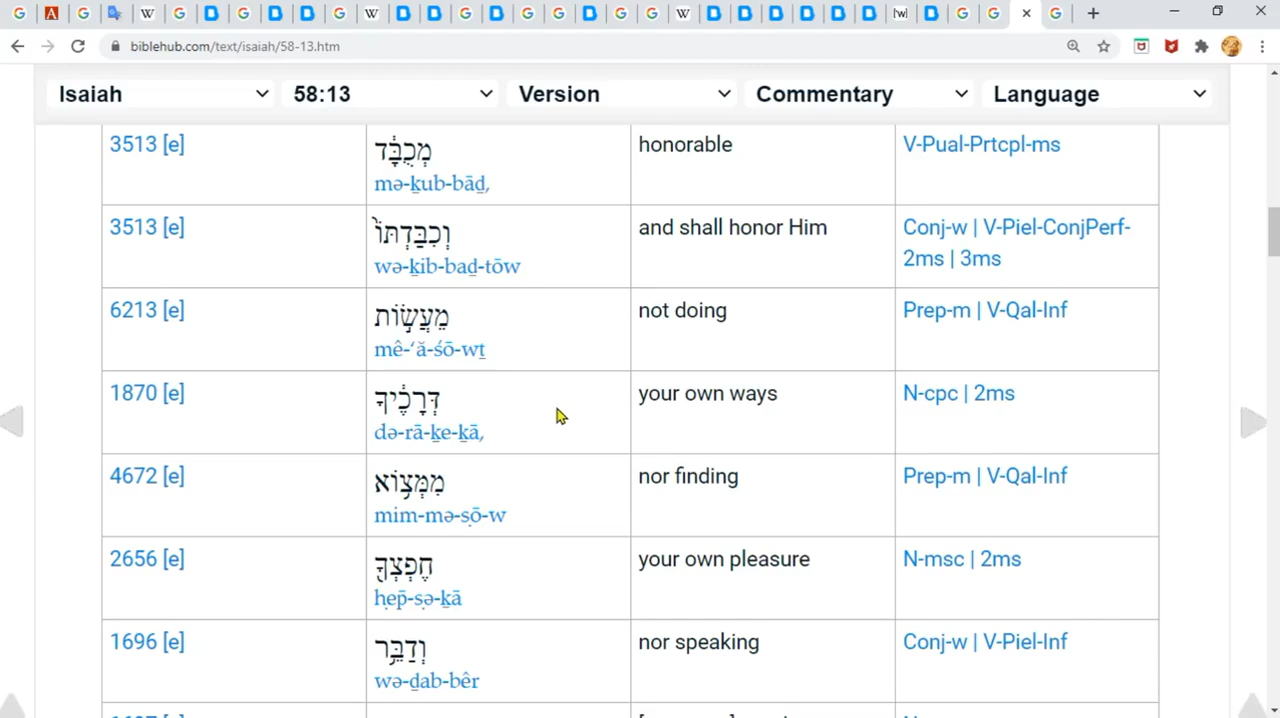 biblehub.com/text/isaiah/58-13.htm
Isaiah 58:13 Version Commentary Language
3513 [e] מְכֻבָּ֔ד honorable V-Pual-Prtcpl-ms
mə-ḵub-bāḏ,
3513 [e] וְכִבַּדְתּוֹ֙ and shall honor Him Conj-w | V-Piel-ConjPerf-
wə-ḵib-baḏ-tōw 2ms | 3ms
6213 [e] מֵעֲשׂ֣וֹת not doing Prep-m | V-Qal-Inf
mê-‘ă-śō-wṯ
1870 [e] דְּרָכֶ֔יךָ your own ways N-cpc | 2ms
də-rā-ḵe-ḵā,
4672 [e] מִמְּצ֥וֹא nor finding Prep-m | V-Qal-Inf
mim-mə-ṣō-w
2656 [e] חֶפְצְךָ֖ your own pleasure N-msc | 2ms
ḥep̄-ṣə-ḵā
1696 [e] וְדַבֵּ֥ר nor speaking Conj-w | V-Piel-Inf
wə-ḏab-bêr